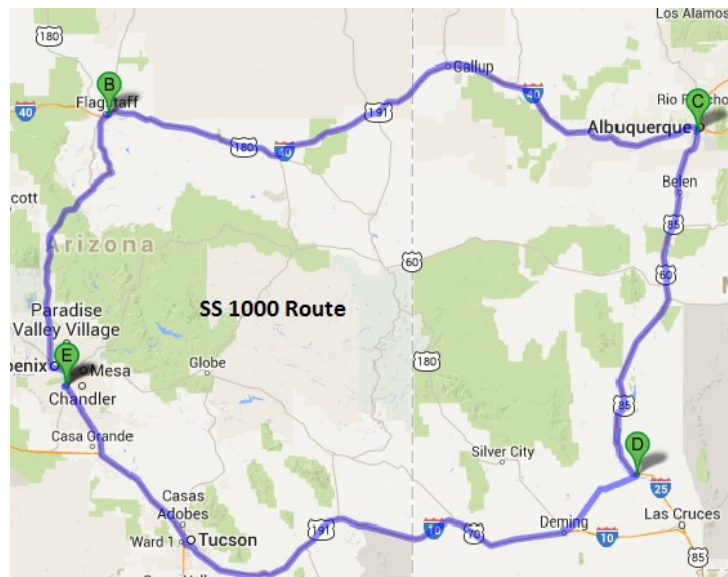 180
Los Alamos
B
Flagstaff
40
Gallup
40
C
Rio Rancho
Albuquerque
191
180
40
Belen
85
cott
Arizona
60
60
Paradise
Valley Village
SS 1000 Route
E
oenix
Mesa
Chandler
Globe
180
85
Casa Grande
Silver City
D
25
Casas
Adobes
Ward 1
Tucson
191
10
70
Deming
10
Las Cruces
85